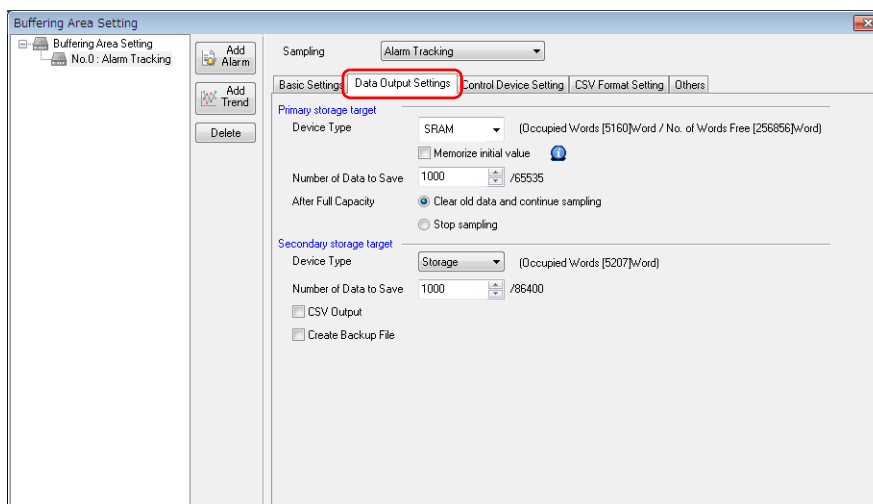 Buffering Area Setting
Buffering Area Setting
No.0 : Alarm Tracking
Add Alarm
Add Trend
Delete
Sampling Alarm Tracking
Basic Settings Data Output Settings Control Device Setting CSV Format Setting Others
Primary storage target
Device Type SRAM (Occupied Words [5160]Word / No. of Words Free [256856]Word)
Memorize initial value
Number of Data to Save 1000 /65535
After Full Capacity Clear old data and continue sampling
Stop sampling
Secondary storage target
Device Type Storage (Occupied Words [5207]Word)
Number of Data to Save 1000 /86400
CSV Output
Create Backup File